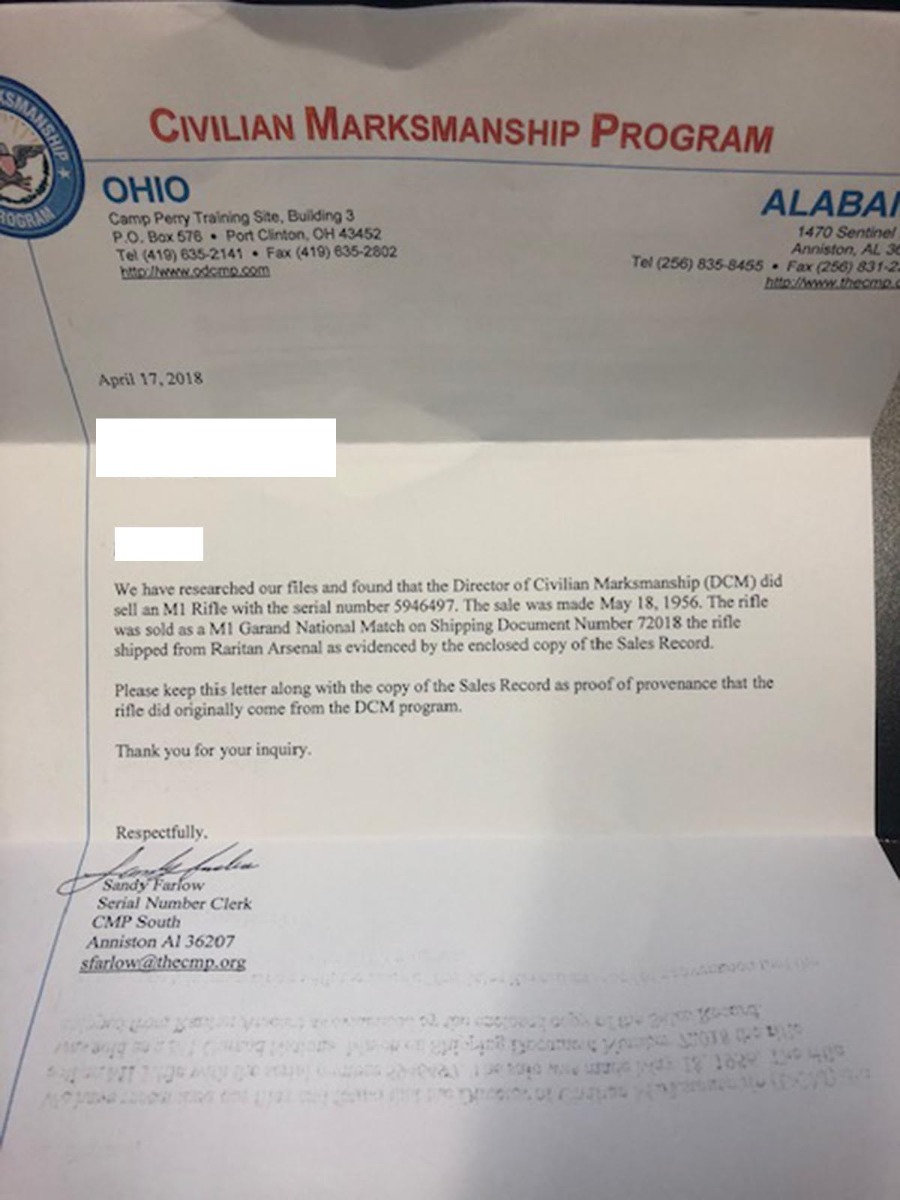 CIVILIAN MARKSMANSHIP PROGRAM
OHIO
Camp Perry Training Site, Building 3
P.O. Box 576 • Port Clinton, OH 43452
Tel (419) 635-2141 • Fax (419) 635-2802
http://www.odcmp.com
1470 Sentinel
Anniston, AL
Tel (256) 835-8455 • Fax (256)
April 17, 2018
We have researched our files and found that the Director of Civilian Marksmanship (DCM) did
sell an M1 Rifle with the serial number 5946497. The sale was made May 18, 1956. The rifle
was sold as a M1 Garand National Match on Shipping Document Number 72018 the rifle
shipped from Raritan Arsenal as evidenced by the enclosed copy of the Sales Record.
Please keep this letter along with the copy of the Sales Record as proof of provenance that the
rifle did originally come from the DCM program.
Thank you for your inquiry.
Respectfully,
Sandy Farlow
Serial Number Clerk
CMP South
Anniston Al 36207
sfarlow@thecmp.org